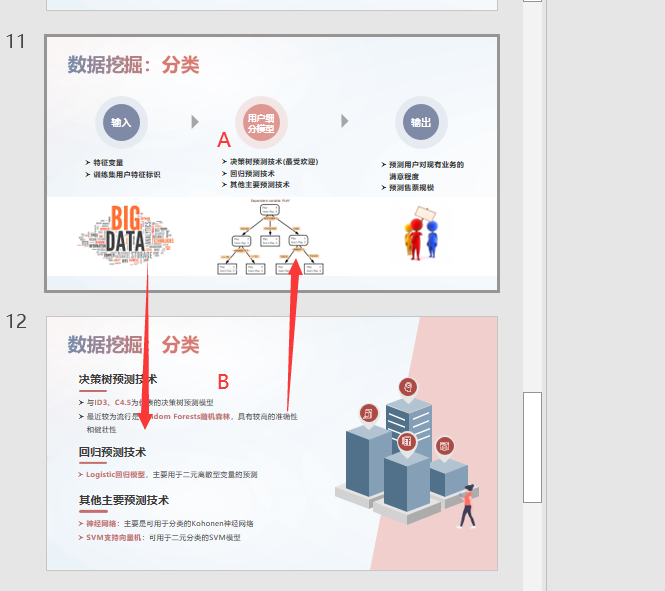 11
数据挖掘：分类
输入
用户细
分模型
输出
A
特征变量
训练集用户特征标识
决策树预测技术(最受欢迎)
回归预测技术
其他主要预测技术
预测用户对现有业务的
满意程度
预测售票规模
BIG
DATA
12
数据挖掘：分类
B
决策树预测技术
与ID3、C4.5为代表的决策树预测模型
最近较为流行是Random Forests随机森林，具有较高的准确性
和健壮性
回归预测技术
Logistic回归模型，主要用于二元离散型变量的预测
其他主要预测技术
神经网络：主要是可用于分类的Kohonen神经网络
SVM支持向量机：可用于二元分类的SVM模型